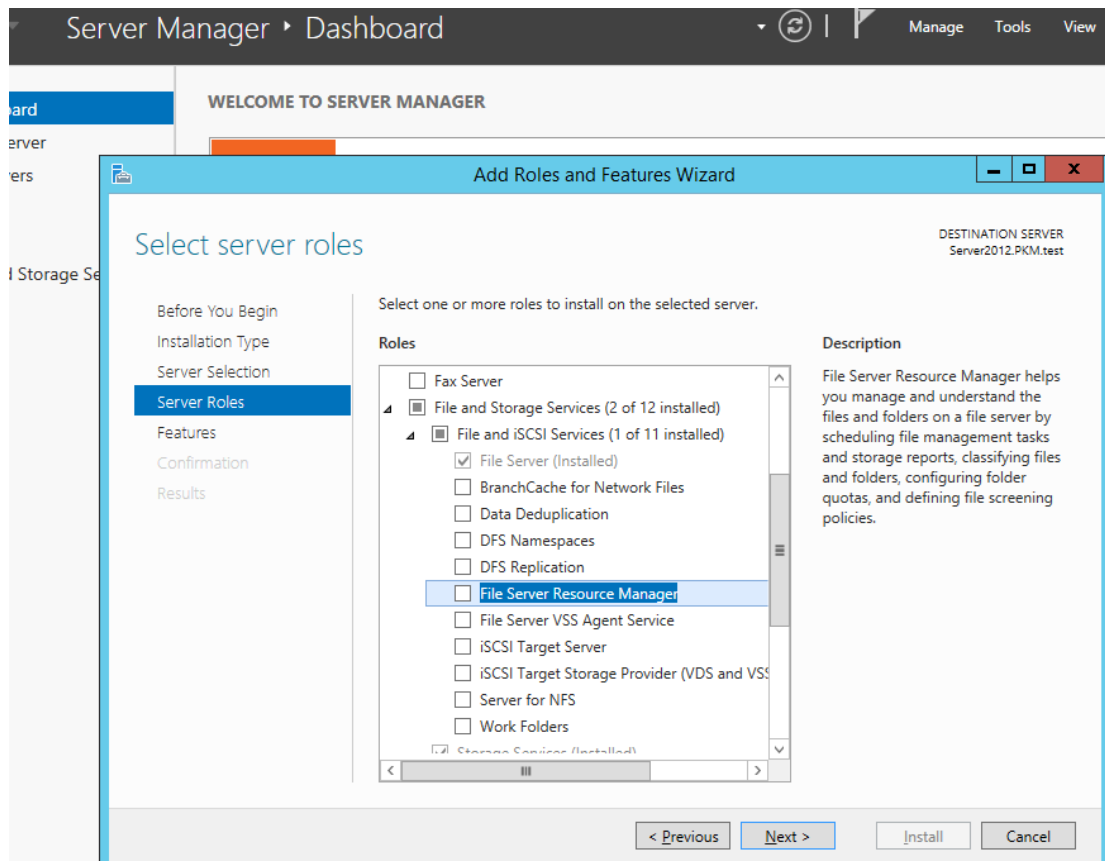 Server Manager ‣ Dashboard
Manage Tools View
ard
WELCOME TO SERVER MANAGER
erver
ers
d Storage Se
Add Roles and Features Wizard
Select server roles
DESTINATION SERVER
Server2012.PKM.test
Before You Begin
Installation Type
Server Selection
Server Roles
Features
Confirmation
Results
Select one or more roles to install on the selected server.
Roles
Fax Server
File and Storage Services (2 of 12 installed)
File and iSCSI Services (1 of 11 installed)
File Server (Installed)
BranchCache for Network Files
Data Deduplication
DFS Namespaces
DFS Replication
File Server Resource Manager
File Server VSS Agent Service
iSCSI Target Server
iSCSI Target Storage Provider (VDS and VSS
Server for NFS
Work Folders
Storage Services (Installed)
Description
File Server Resource Manager helps
you manage and understand the
files and folders on a file server by
scheduling file management tasks
and storage reports, classifying files
and folders, configuring folder
quotas, and defining file screening
policies.
< Previous
Next >
Install
Cancel